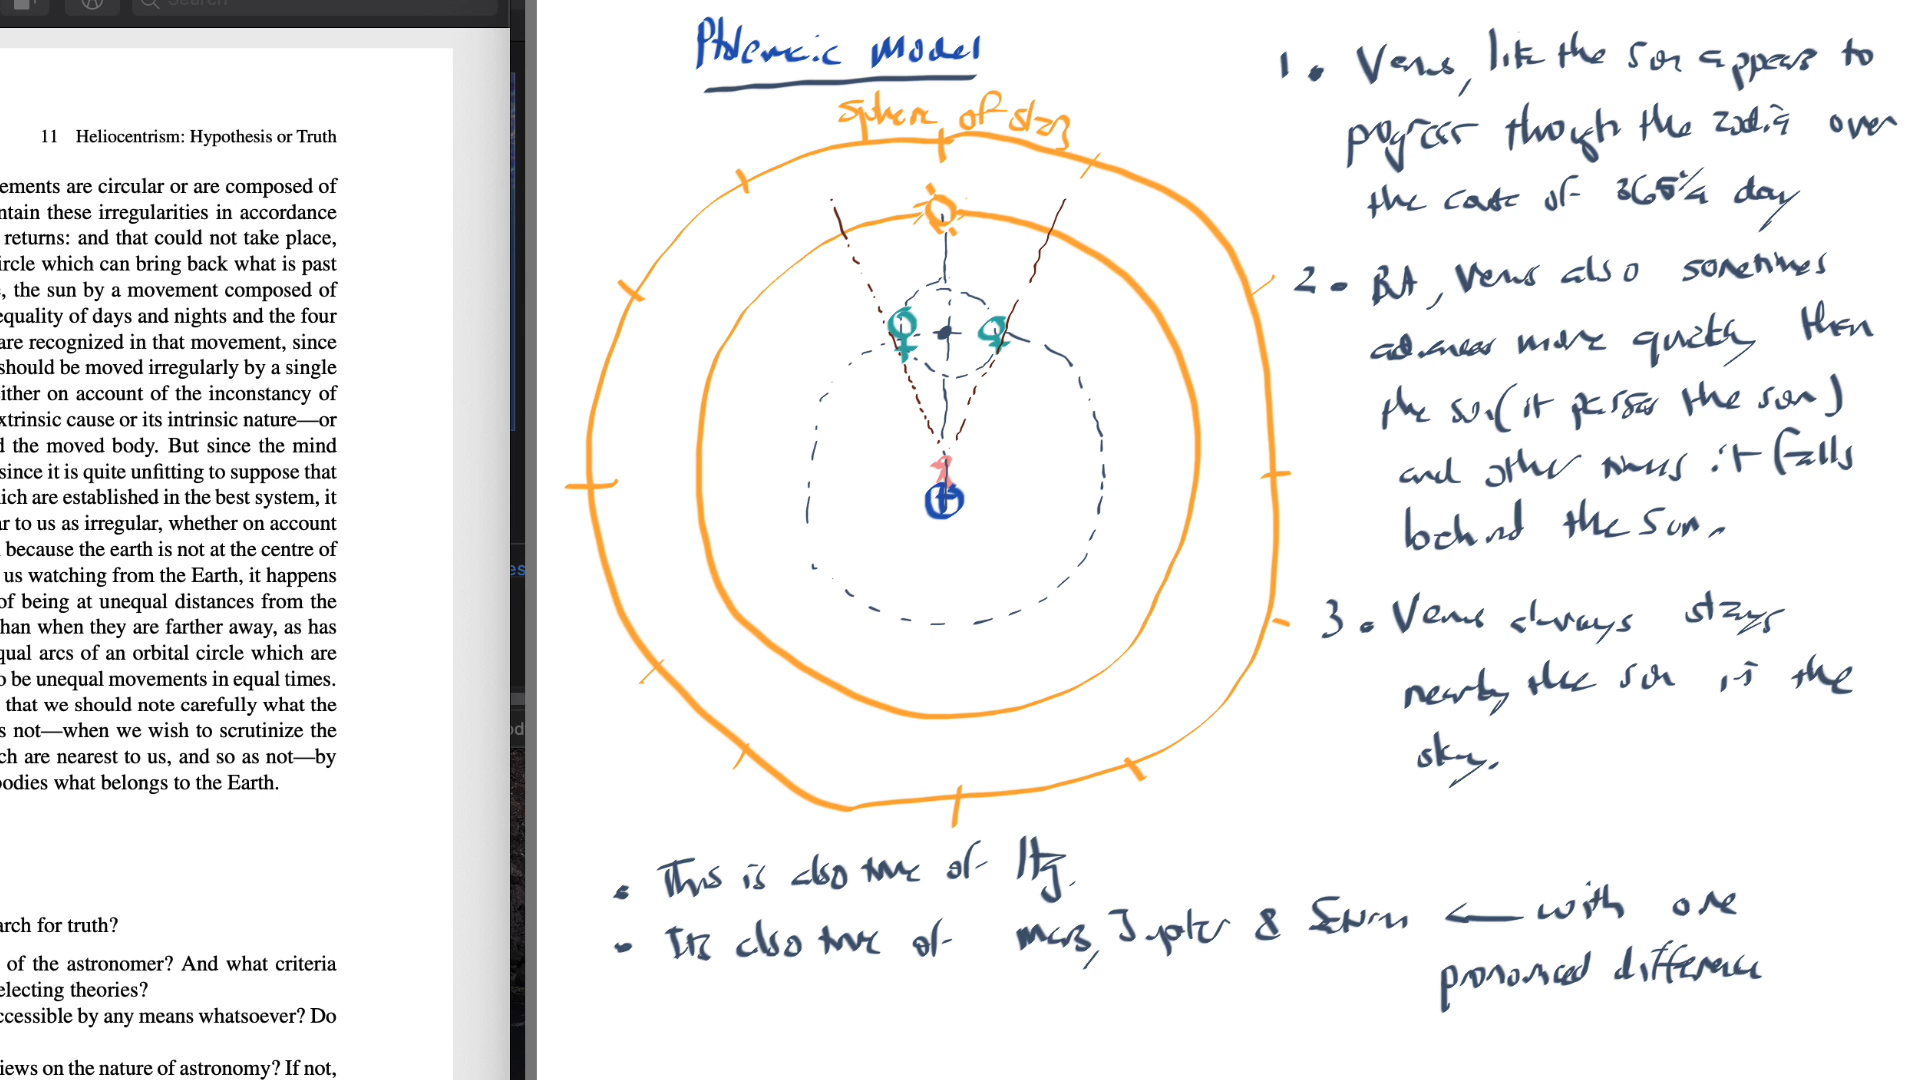 Search
11 Heliocentrism: Hypothesis or Truth
ements are circular or are composed of
ntain these irregularities in accordance
returns: and that could not take place,
ircle which can bring back what is past
, the sun by a movement composed of
equality of days and nights and the four
are recognized in that movement, since
should be moved irregularly by a single
ither on account of the inconstancy of
xtrinsic cause or its intrinsic nature—or
d the moved body. But since the mind
since it is quite unfitting to suppose that
ich are established in the best system, it
ar to us as irregular, whether on account
because the earth is not at the centre of
us watching from the Earth, it happens
of being at unequal distances from the
han when they are farther away, as has
qual arcs of an orbital circle which are
o be unequal movements in equal times.
that we should note carefully what the
s not—when we wish to scrutinize the
ch are nearest to us, and so as not—by
bodies what belongs to the Earth.
arch for truth?
of the astronomer? And what criteria
electing theories?
ccessible by any means whatsoever? Do
iews on the nature of astronomy? If not,
es
od
Ptolemaic Model
sphere of stars
1. Venus, like the Sun appears to
progress through the zodiac over
the course of 365 1/4 day
2. But, Venus also sometimes
advances more quickly then
the sun (it passes the sun)
and other times it falls
behind the Sun.
3. Venus always stays
nearby the sun in the
sky.
• This is also true of
• It's also true of Mars, Jupiter & Saturn ← with one
pronounced difference